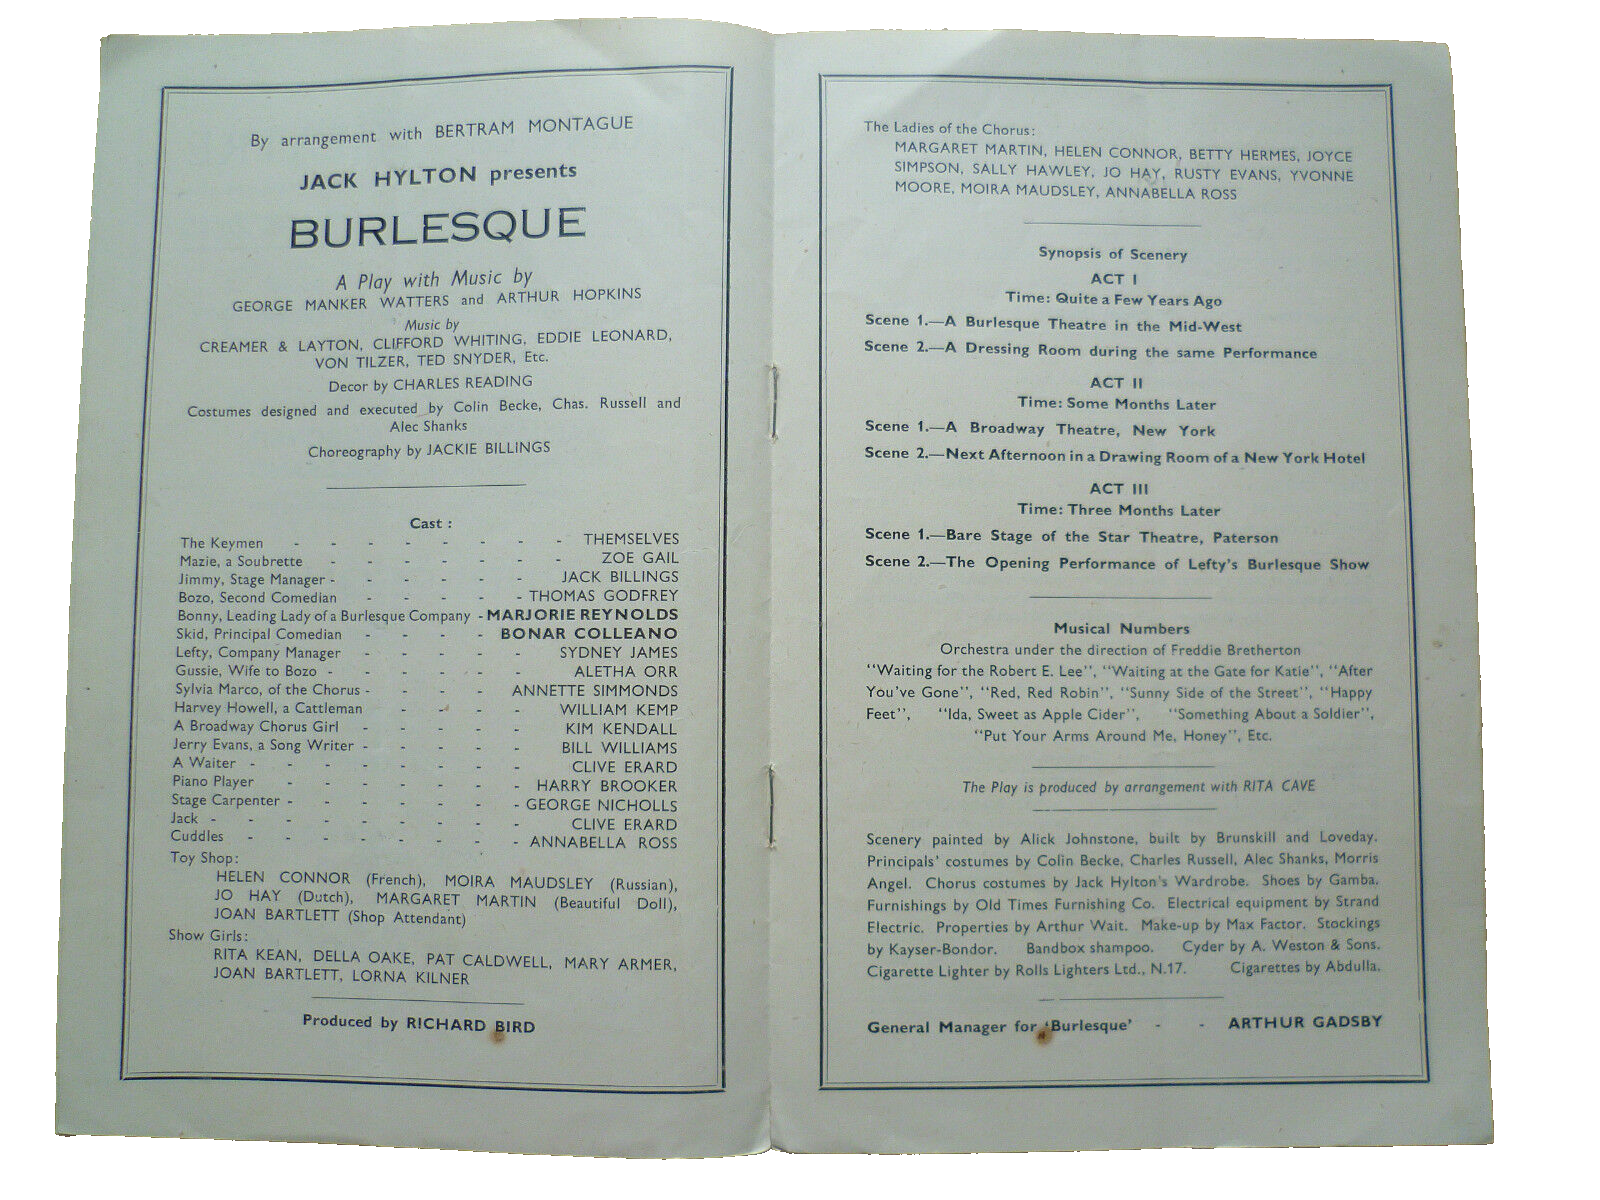 By arrangement with BERTRAM MONTAGUE
JACK HYLTON presents
BURLESQUE
A Play with Music by
GEORGE MANKER WATTERS and ARTHUR HOPKINS
Music by
CREAMER & LAYTON, CLIFFORD WHITING, EDDIE LEONARD,
VON TILZER, TED SNYDER, Etc.
Decor by CHARLES READING
Costumes designed and executed by Colin Becke, Chas. Russell and
Alec Shanks
Choreography by JACKIE BILLINGS
Cast :
The Keymen - - - - - - - - THEMSELVES
Mazie, a Soubrette - - - - - - - ZOE GAIL
Jimmy, Stage Manager - - - - - - JACK BILLINGS
Bozo, Second Comedian - - - - - THOMAS GODFREY
Bonny, Leading Lady of a Burlesque Company - MARJORIE REYNOLDS
Skid, Principal Comedian - - - - BONAR COLLEANO
Lefty, Company Manager - - - - - SYDNEY JAMES
Gussie, Wife to Bozo - - - - - - ALETHA ORR
Sylvia Marco, of the Chorus - - - - ANNETTE SIMMONDS
Harvey Howell, a Cattleman - - - - WILLIAM KEMP
A Broadway Chorus Girl - - - - - KIM KENDALL
Jerry Evans, a Song Writer - - - - - BILL WILLIAMS
A Waiter - - - - - - - - CLIVE ERARD
Piano Player - - - - - - - HARRY BROOKER
Stage Carpenter - - - - - - - GEORGE NICHOLLS
Jack - - - - - - - - - CLIVE ERARD
Cuddles - - - - - - - - ANNABELLA ROSS
Toy Shop:
HELEN CONNOR (French), MOIRA MAUDSLEY (Russian),
JO HAY (Dutch), MARGARET MARTIN (Beautiful Doll),
JOAN BARTLETT (Shop Attendant)
Show Girls:
RITA KEAN, DELLA OAKE, PAT CALDWELL, MARY ARMER,
JOAN BARTLETT, LORNA KILNER
Produced by RICHARD BIRD
The Ladies of the Chorus:
MARGARET MARTIN, HELEN CONNOR, BETTY HERMES, JOYCE
SIMPSON, SALLY HAWLEY, JO HAY, RUSTY EVANS, YVONNE
MOORE, MOIRA MAUDSLEY, ANNABELLA ROSS
Synopsis of Scenery
ACT I
Time: Quite a Few Years Ago
Scene 1.—A Burlesque Theatre in the Mid-West
Scene 2.—A Dressing Room during the same Performance
ACT II
Time: Some Months Later
Scene 1.—A Broadway Theatre, New York
Scene 2.—Next Afternoon in a Drawing Room of a New York Hotel
ACT III
Time: Three Months Later
Scene 1.—Bare Stage of the Star Theatre, Paterson
Scene 2.—The Opening Performance of Lefty's Burlesque Show
Musical Numbers
Orchestra under the direction of Freddie Bretherton
"Waiting for the Robert E. Lee", "Waiting at the Gate for Katie", "After
You've Gone", "Red, Red Robin", "Sunny Side of the Street", "Happy
Feet", "Ida, Sweet as Apple Cider", "Something About a Soldier",
"Put Your Arms Around Me, Honey", Etc.
The Play is produced by arrangement with RITA CAVE
Scenery painted by Alick Johnstone, built by Brunskill and Loveday.
Principals' costumes by Colin Becke, Charles Russell, Alec Shanks, Morris
Angel. Chorus costumes by Jack Hylton's Wardrobe. Shoes by Gamba.
Furnishings by Old Times Furnishing Co. Electrical equipment by Strand
Electric. Properties by Arthur Wait. Make-up by Max Factor. Stockings
by Kayser-Bondor. Bandbox shampoo. Cyder by A. Weston & Sons.
Cigarette Lighter by Rolls Lighters Ltd., N.17. Cigarettes by Abdulla.
General Manager for 'Burlesque' - - ARTHUR GADSBY